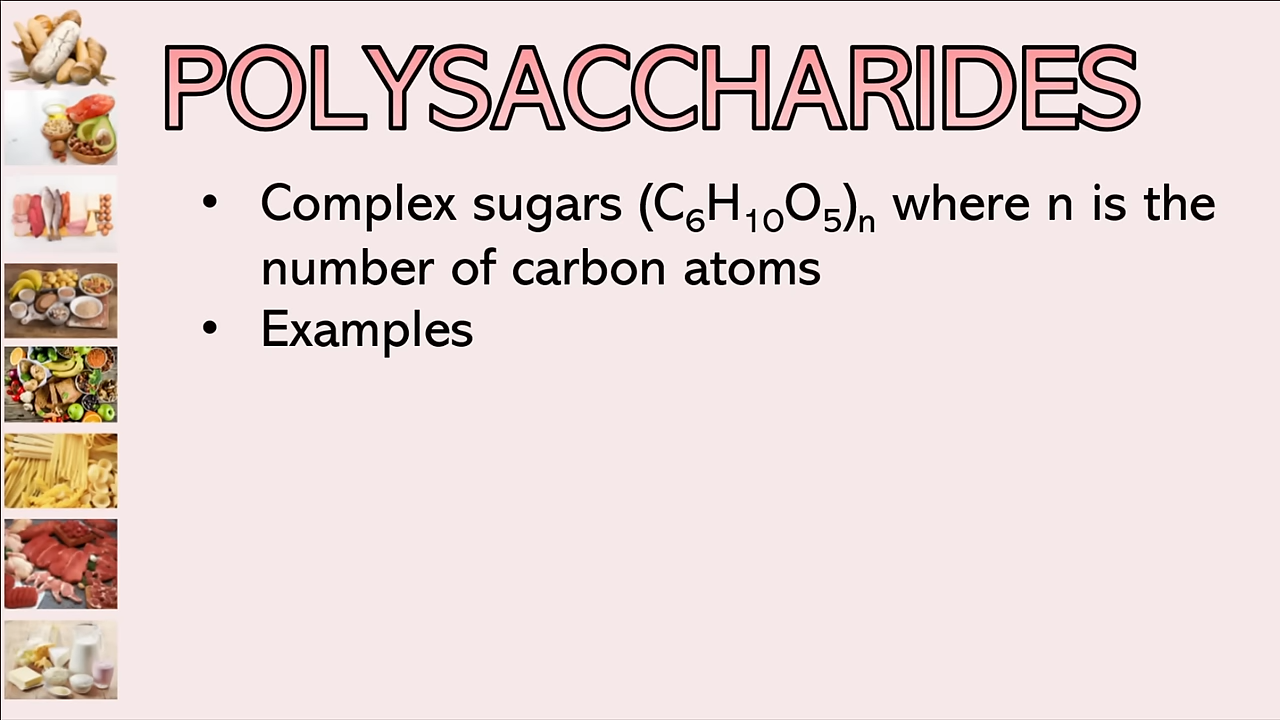 POLYSACCHARIDES
• Complex sugars (C₆H₁₀O₅)ₙ where n is the
number of carbon atoms
• Examples